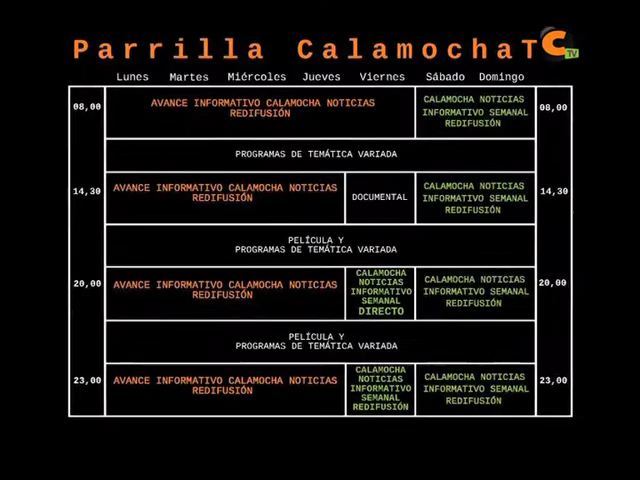 Parrilla CalamochaT
C TV
Lunes Martes Miércoles Jueves Viernes Sábado Domingo
08,00
AVANCE INFORMATIVO CALAMOCHA NOTICIAS
REDIFUSIÓN
CALAMOCHA NOTICIAS
INFORMATIVO SEMANAL
REDIFUSIÓN
08,00
PROGRAMAS DE TEMÁTICA VARIADA
14,30
AVANCE INFORMATIVO CALAMOCHA NOTICIAS
REDIFUSIÓN
DOCUMENTAL
CALAMOCHA NOTICIAS
INFORMATIVO SEMANAL
REDIFUSIÓN
14,30
PELÍCULA Y
PROGRAMAS DE TEMÁTICA VARIADA
20,00
AVANCE INFORMATIVO CALAMOCHA NOTICIAS
REDIFUSIÓN
CALAMOCHA
NOTICIAS
INFORMATIVO
SEMANAL
DIRECTO
CALAMOCHA NOTICIAS
INFORMATIVO SEMANAL
REDIFUSIÓN
20,00
PELÍCULA Y
PROGRAMAS DE TEMÁTICA VARIADA
23,00
AVANCE INFORMATIVO CALAMOCHA NOTICIAS
REDIFUSIÓN
CALAMOCHA
NOTICIAS
INFORMATIVO
SEMANAL
REDIFUSIÓN
CALAMOCHA NOTICIAS
INFORMATIVO SEMANAL
REDIFUSIÓN
23,00